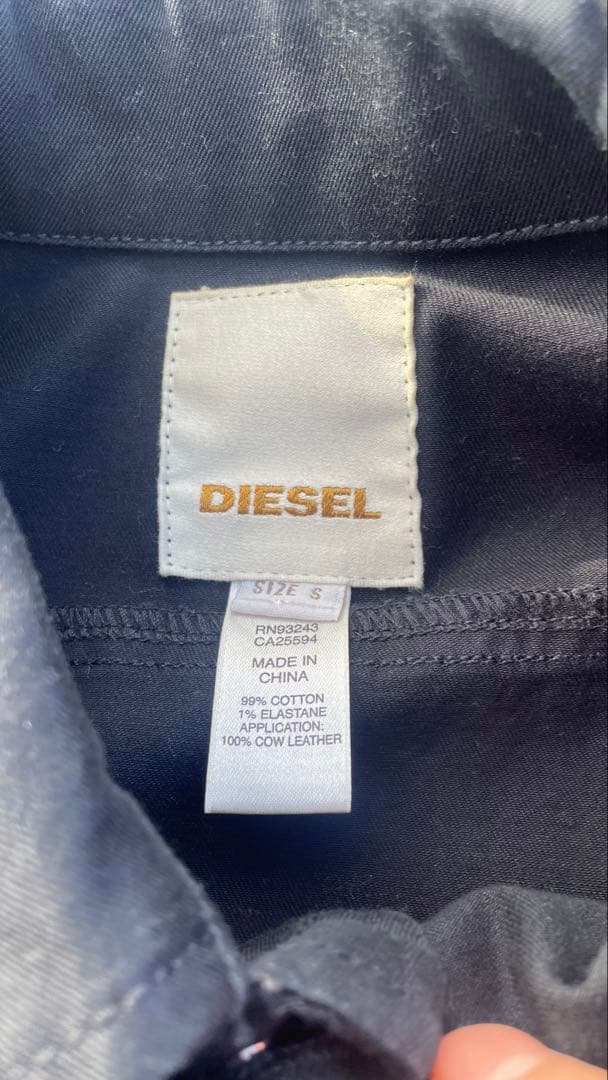 DIESEL
SIZE S
RN93243
CA25594
MADE IN
CHINA
99% COTTON
1% ELASTANE
APPLICATION:
100% COW LEATHER